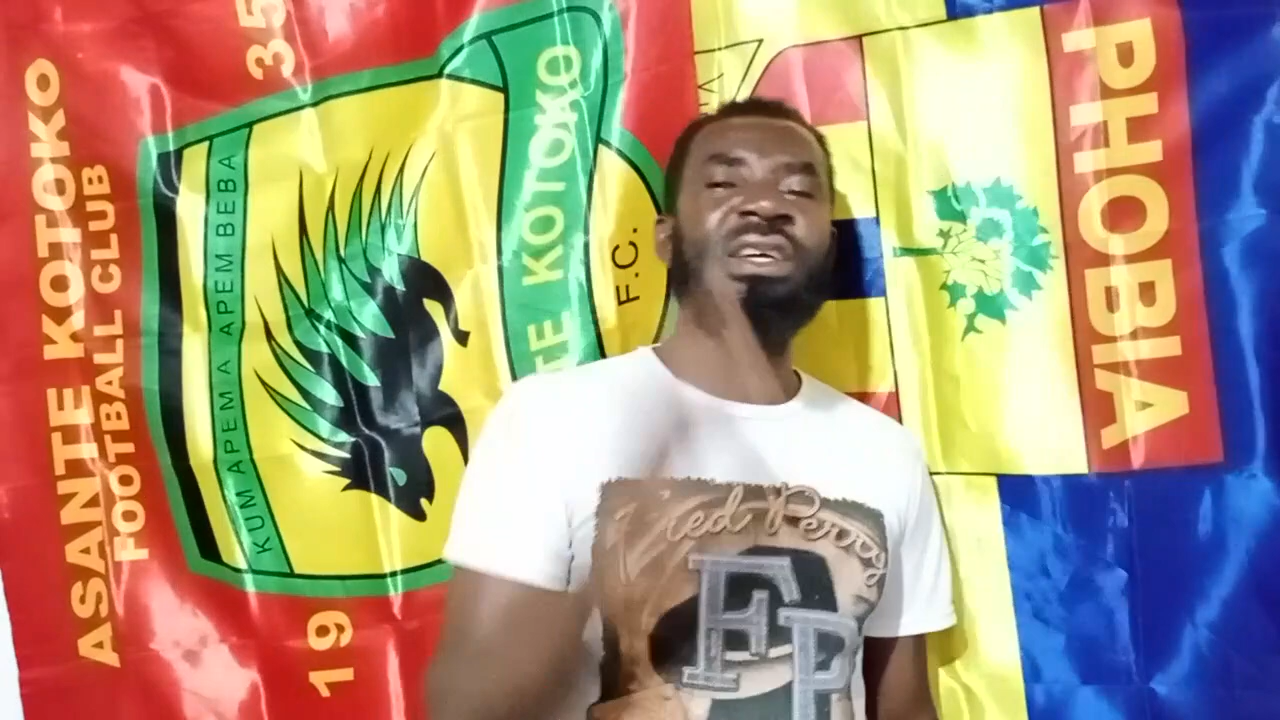 ASANTE KOTOKO
FOOTBALL CLUB
19
35
KUM APEM A APEM BEBA
TE KOTOKO
F.C.
PHOBIA
Fred Perry
FP